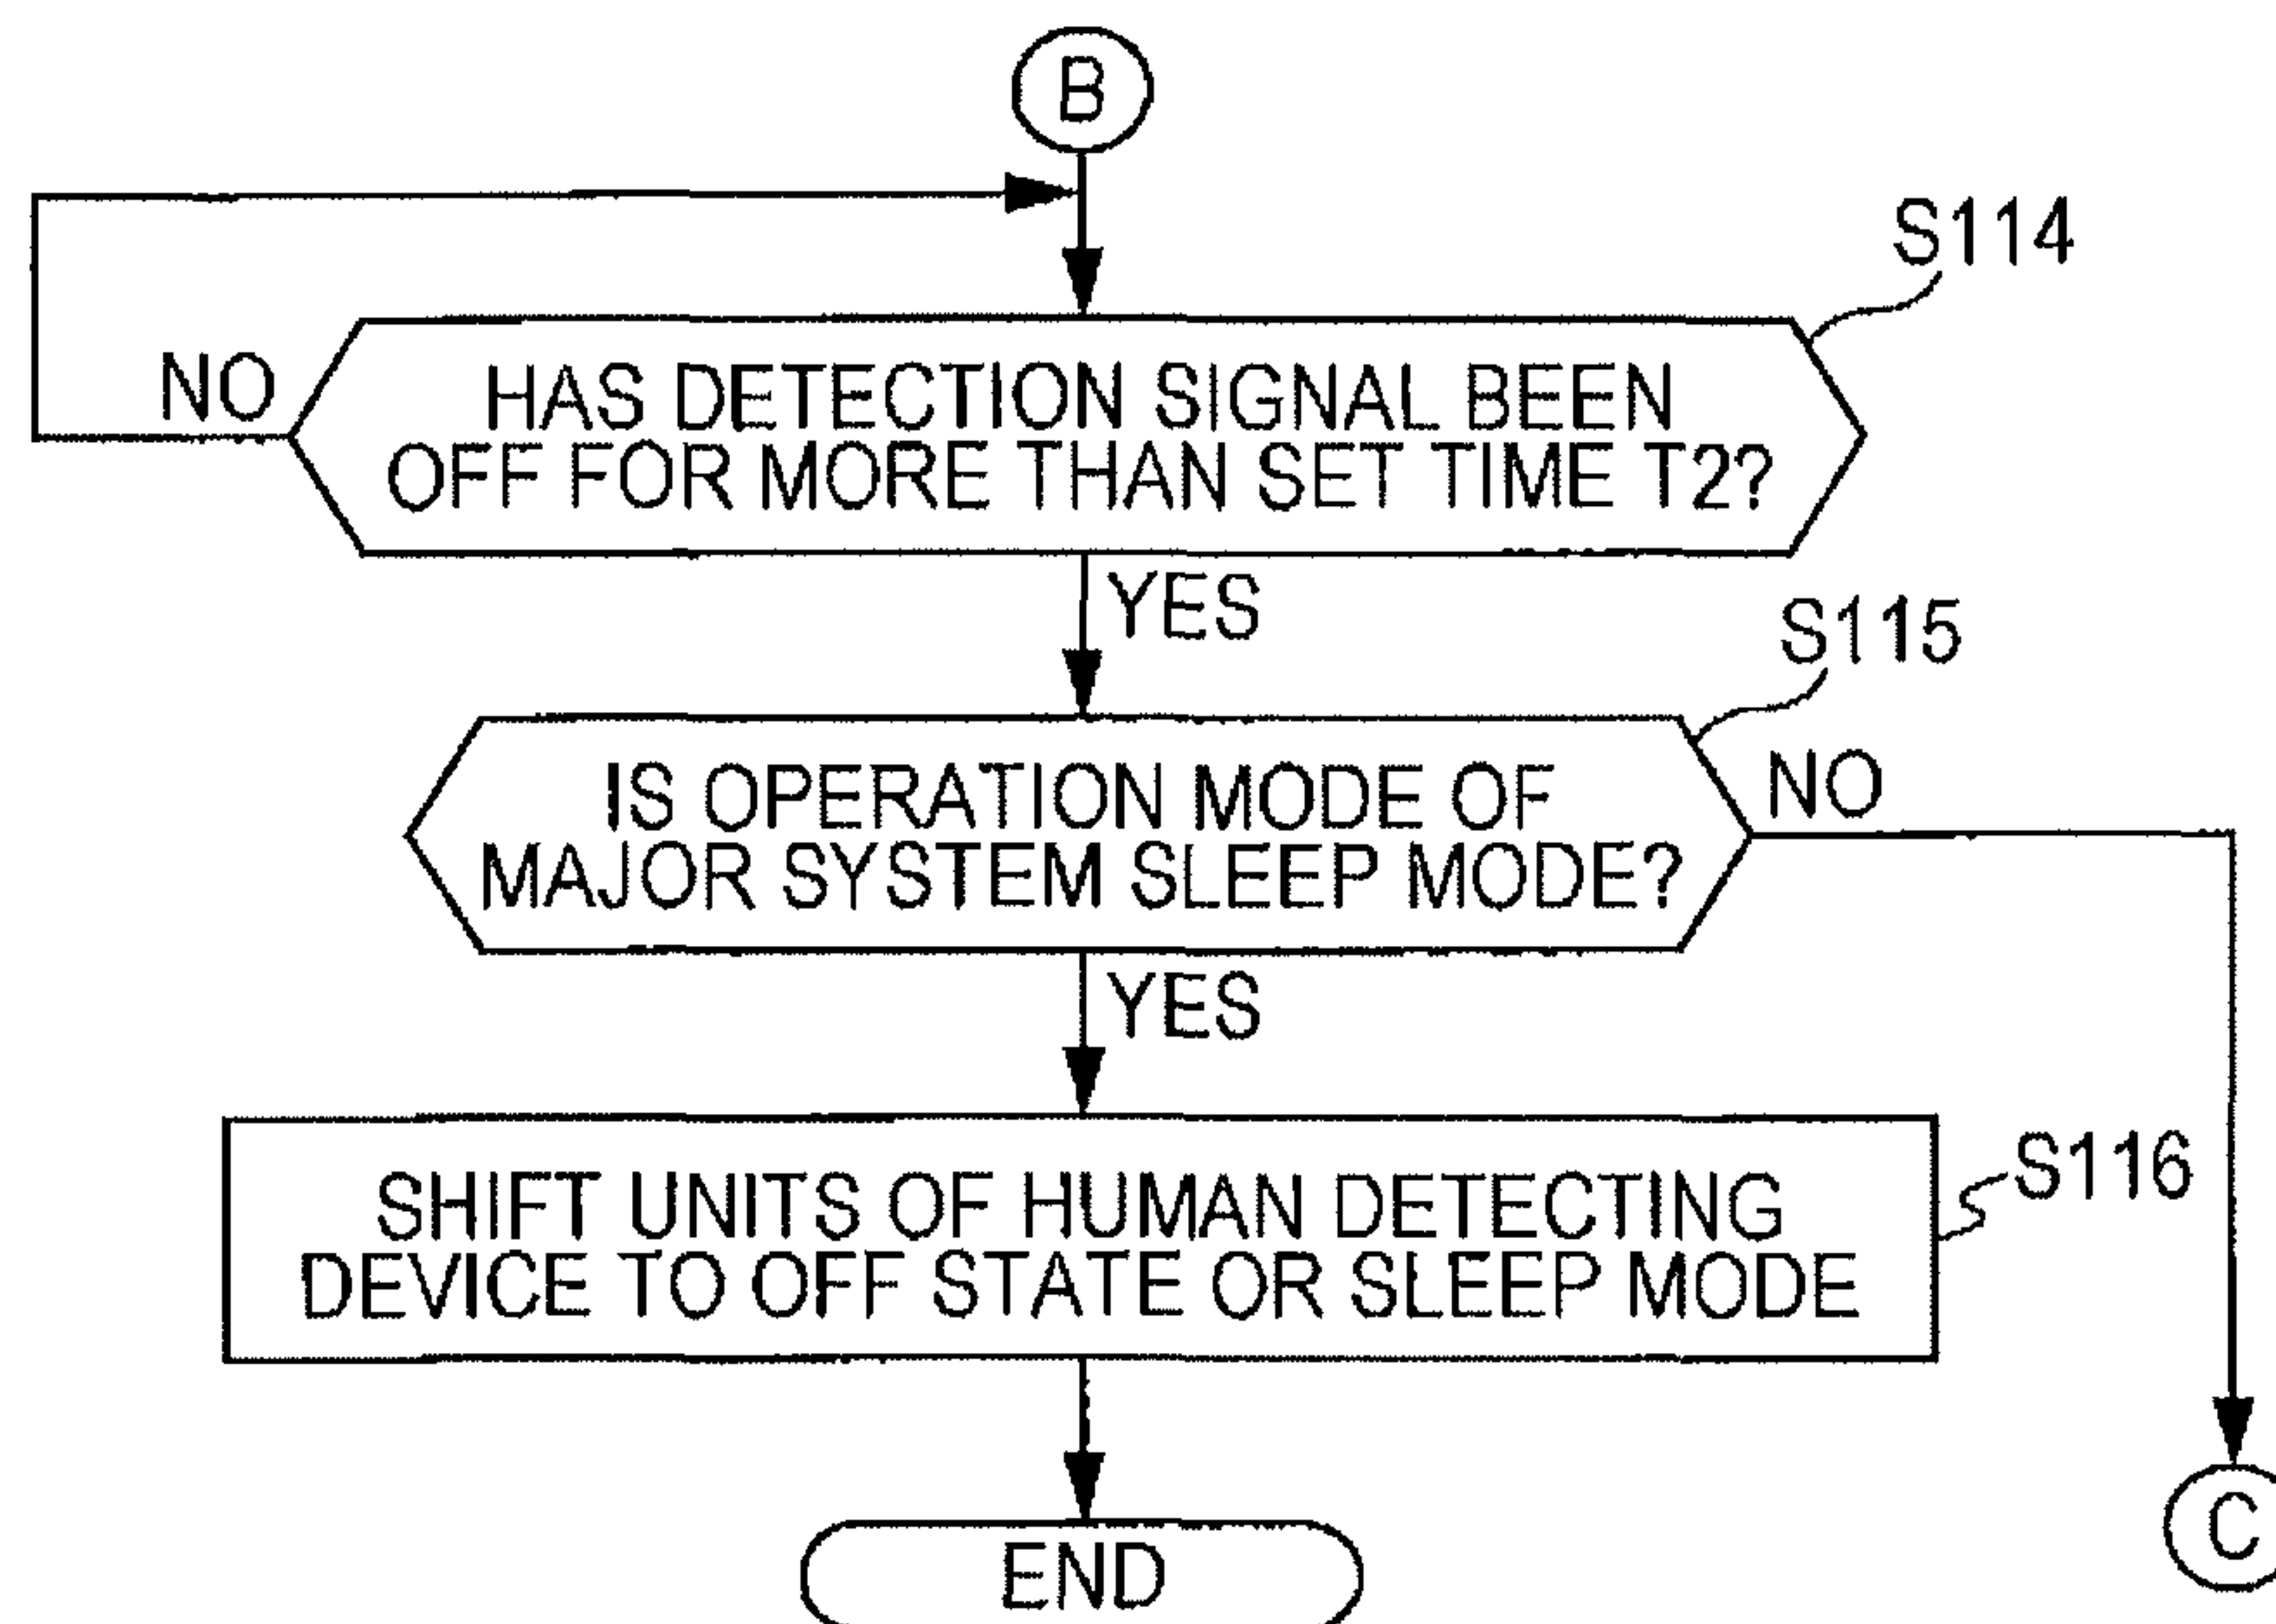 B
S114
NO
HAS DETECTION SIGNAL BEEN
OFF FOR MORE THAN SET TIME T2?
YES
S115
IS OPERATION MODE OF
MAJOR SYSTEM SLEEP MODE?
NO
YES
S116
SHIFT UNITS OF HUMAN DETECTING
DEVICE TO OFF STATE OR SLEEP MODE
C
END